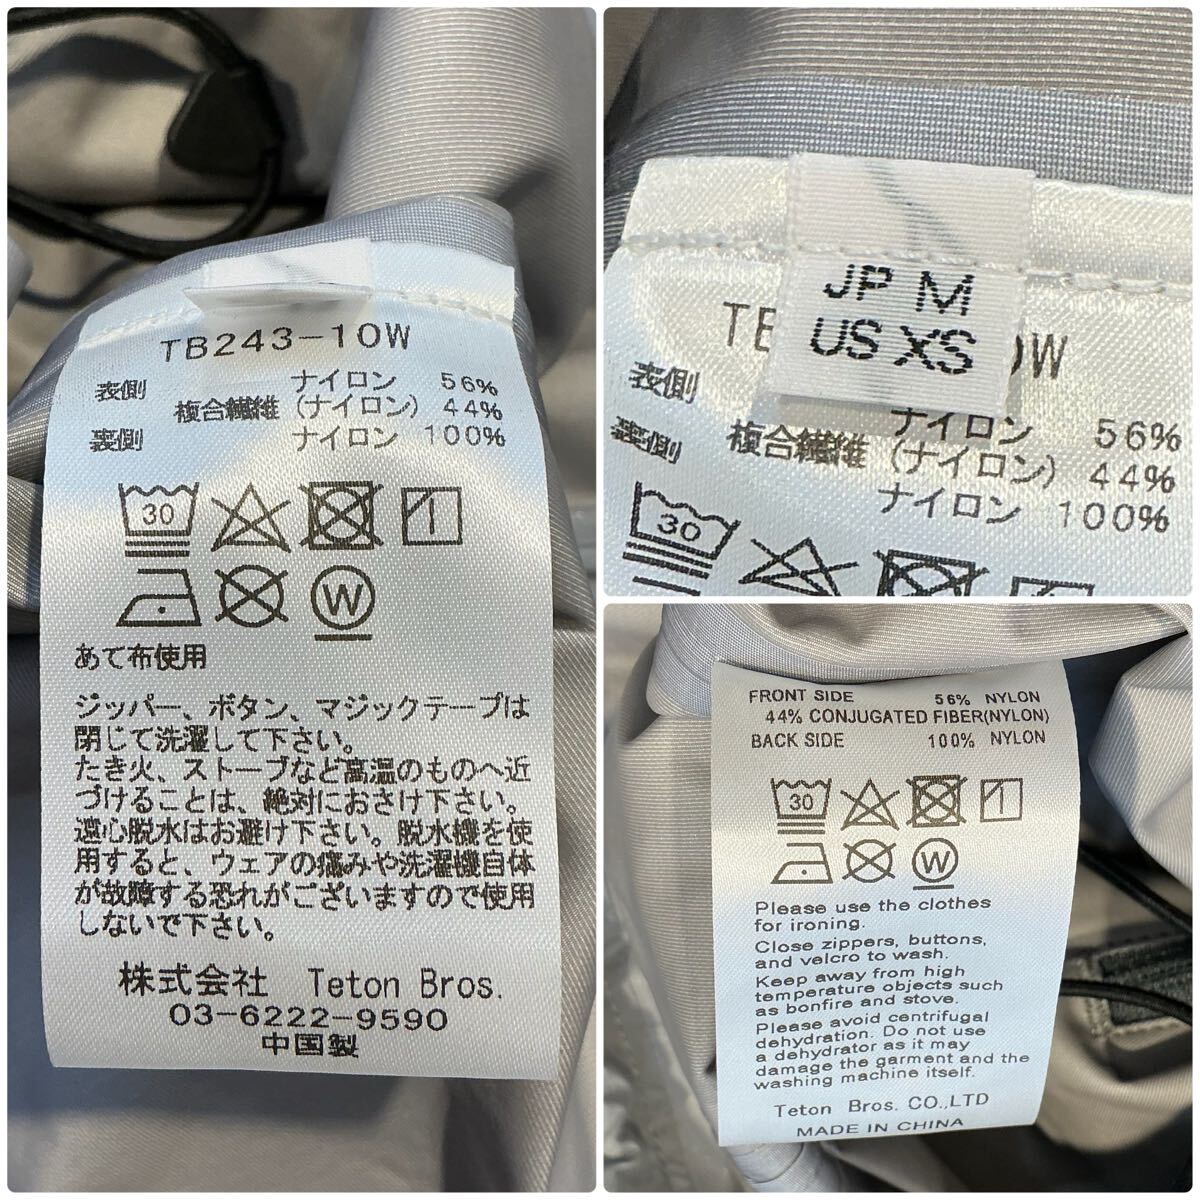 TB243-10W
表側 ナイロン 56%
複合繊維 (ナイロン) 44%
裏側 ナイロン 100%
30
W
あて布使用
ジッパー、ボタン、マジックテープは
閉じて洗濯して下さい。
たき火、ストーブなど高温のものへ近
づけることは、絶対におさけ下さい。
遠心脱水はお避け下さい。脱水機を使
用すると、ウェアの痛みや洗濯機自体
が故障する恐れがございますので使用
しないで下さい。
株式会社 Teton Bros.
03-6222-9590
中国製
JP M
US XS
TB 0W
表側 ナイロン 56%
複合繊維 (ナイロン) 44%
裏側 ナイロン 100%
30
FRONT SIDE 56% NYLON
44% CONJUGATED FIBER(NYLON)
BACK SIDE 100% NYLON
30
W
Please use the clothes
for ironing.
Close zippers, buttons,
and velcro to wash.
Keep away from high
temperature objects such
as bonfire and stove.
Please avoid centrifugal
dehydration. Do not use
a dehydrator as it may
damage the garment and the
washing machine itself.
Teton Bros. CO.,LTD
MADE IN CHINA